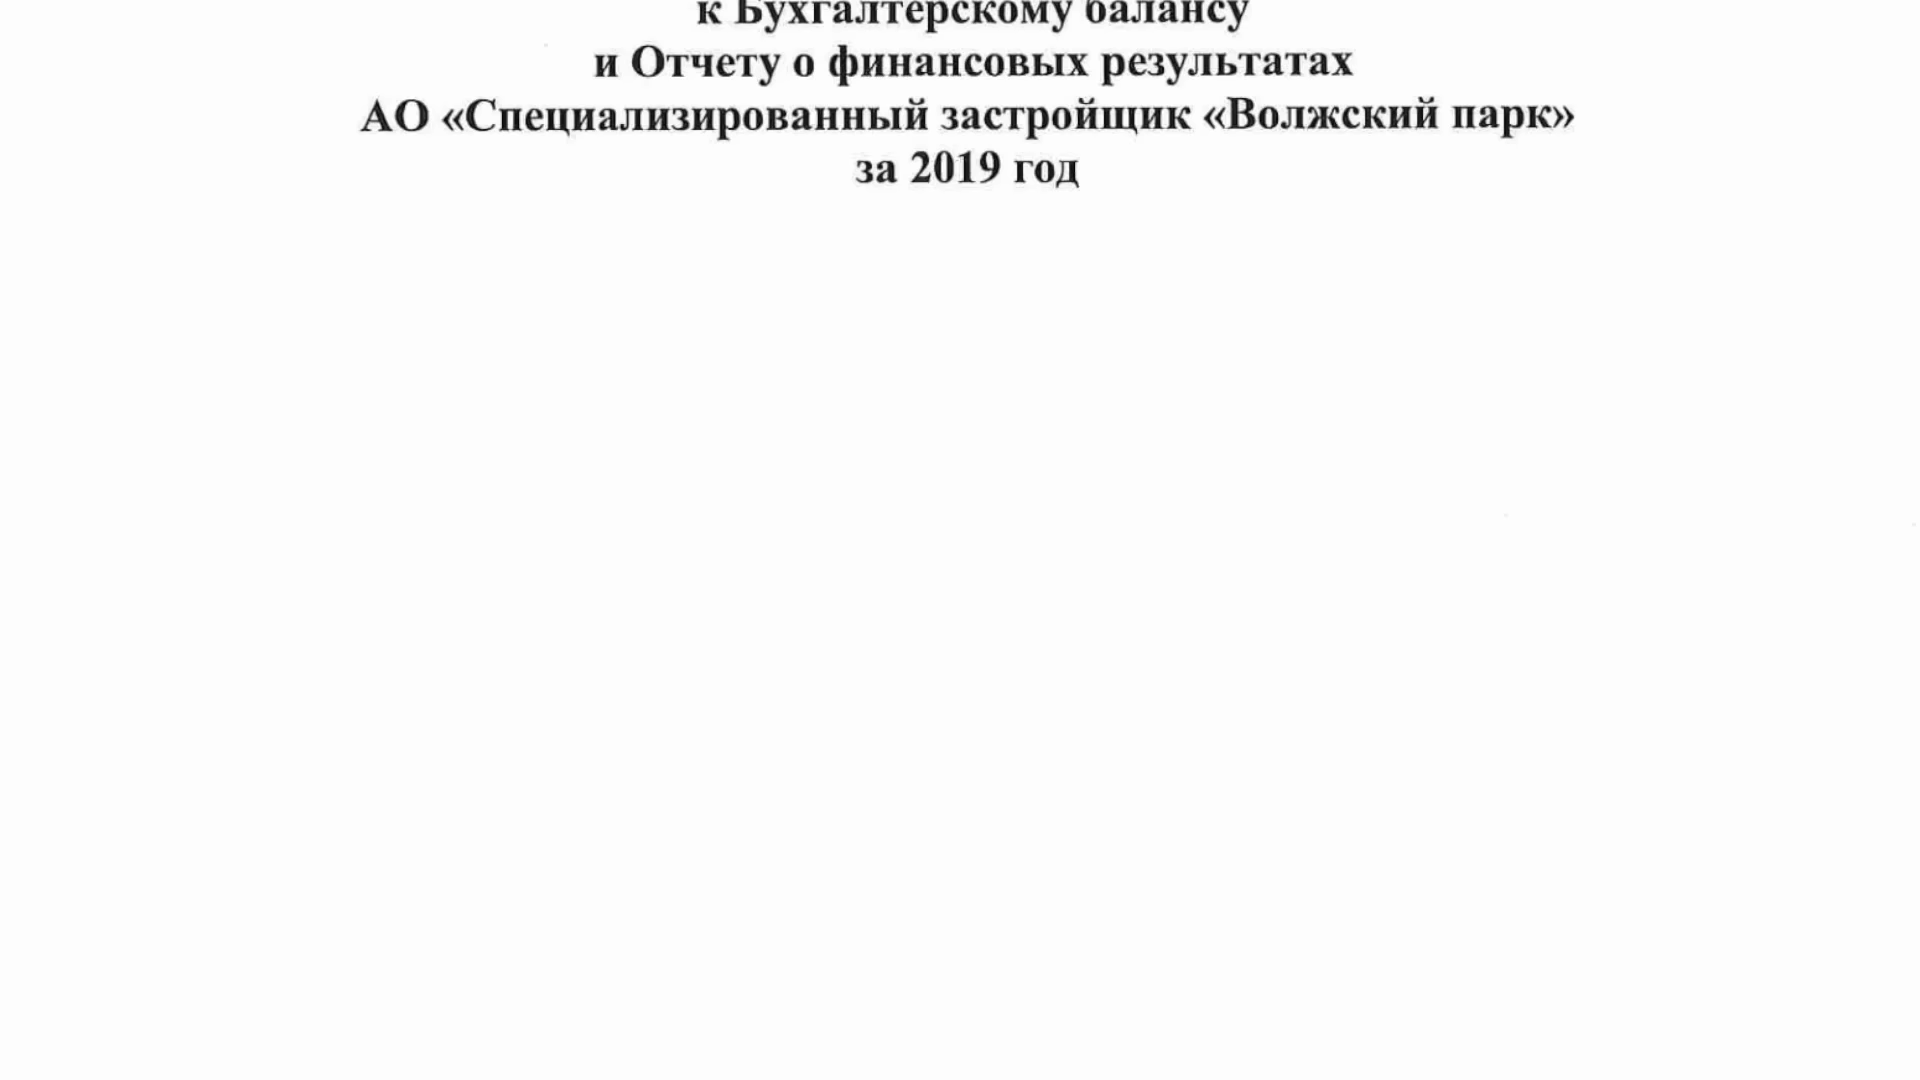 к Бухгалтерскому балансу
и Отчету о финансовых результатах
АО «Специализированный застройщик «Волжский парк»
за 2019 год